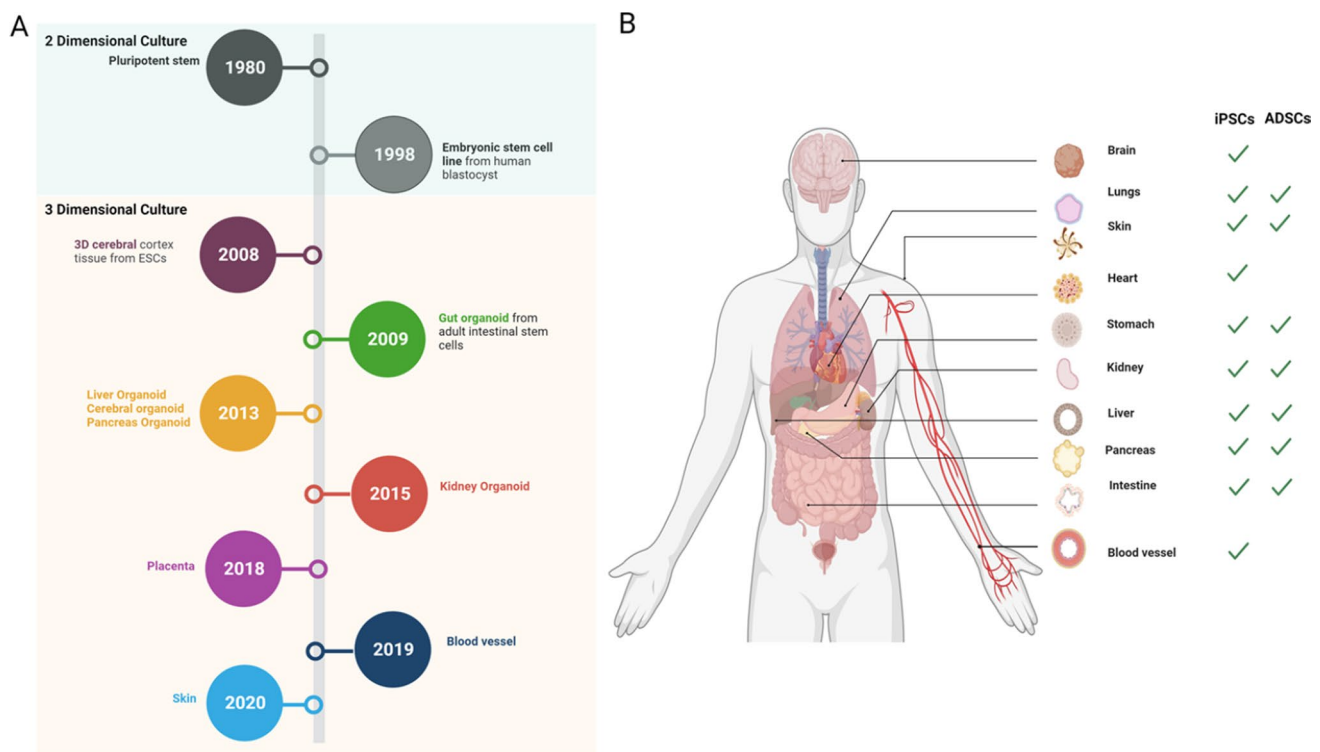 A
2 Dimensional Culture
Pluripotent stem
1980
1998
Embryonic stem cell
line from human
blastocyst
3 Dimensional Culture
3D cerebral cortex
tissue from ESCs
2008
2009
Gut organoid from
adult intestinal stem
cells
Liver Organoid
Cerebral organoid
Pancreas Organoid
2013
2015
Kidney Organoid
Placenta
2018
2019
Blood vessel
Skin
2020
B
iPSCs ADSCs
Brain
Lungs
Skin
Heart
Stomach
Kidney
Liver
Pancreas
Intestine
Blood vessel